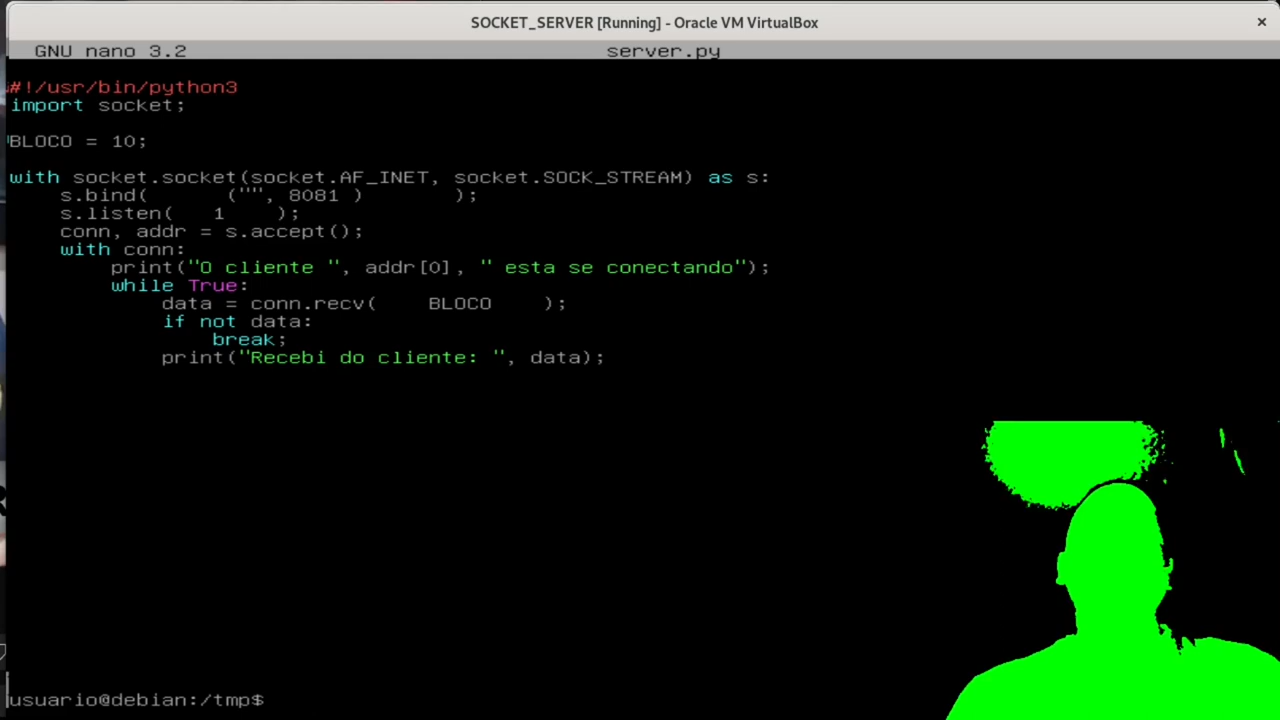 SOCKET_SERVER [Running] - Oracle VM VirtualBox ×
GNU nano 3.2 server.py
#!/usr/bin/python3
import socket;
BLOCO = 10;
with socket.socket(socket.AF_INET, socket.SOCK_STREAM) as s:
    s.bind(       ("", 8081 )       );
    s.listen(   1    );
    conn, addr = s.accept();
    with conn:
        print("O cliente ", addr[0], " esta se conectando");
        while True:
            data = conn.recv(    BLOCO    );
            if not data:
                break;
            print("Recebi do cliente: ", data);
usuario@debian:/tmp$